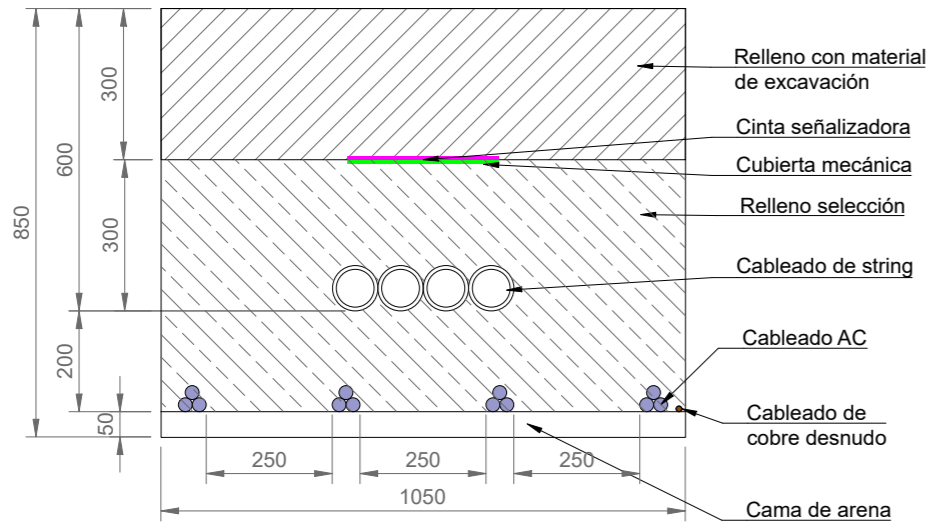 850
600
300
300
200
50
250
250
250
1050
Relleno con material
de excavación
Cinta señalizadora
Cubierta mecánica
Relleno selección
Cableado de string
Cableado AC
Cableado de
cobre desnudo
Cama de arena